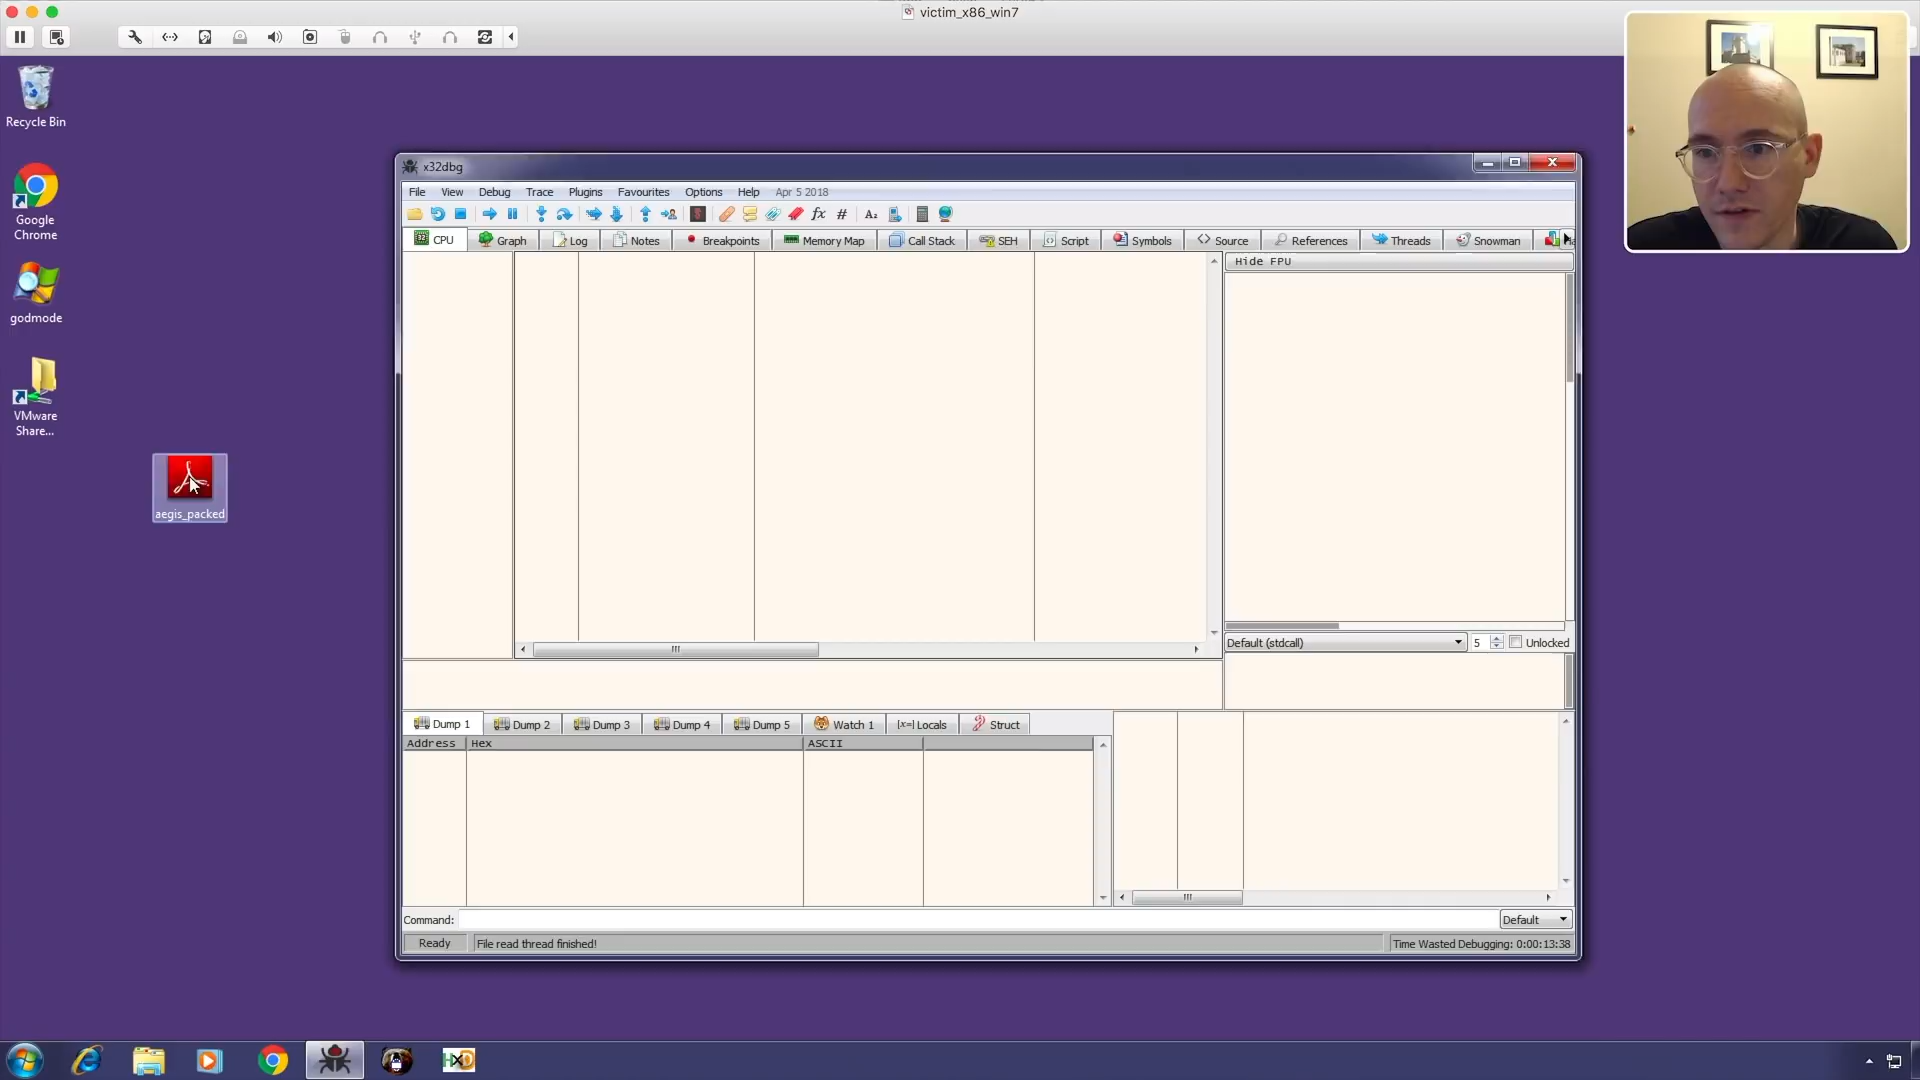 victim_x86_win7
Recycle Bin
Google
Chrome
godmode
VMware
Share...
aegis_packed
x32dbg
File View Debug Trace Plugins Favourites Options Help Apr 5 2018
CPU Graph Log Notes Breakpoints Memory Map Call Stack SEH Script Symbols Source References Threads Snowman
Hide FPU
Default (stdcall) 5 Unlocked
Dump 1 Dump 2 Dump 3 Dump 4 Dump 5 Watch 1 [x=] Locals Struct
Address Hex ASCII
Command: Default
Ready File read thread finished! Time Wasted Debugging: 0:00:13:38